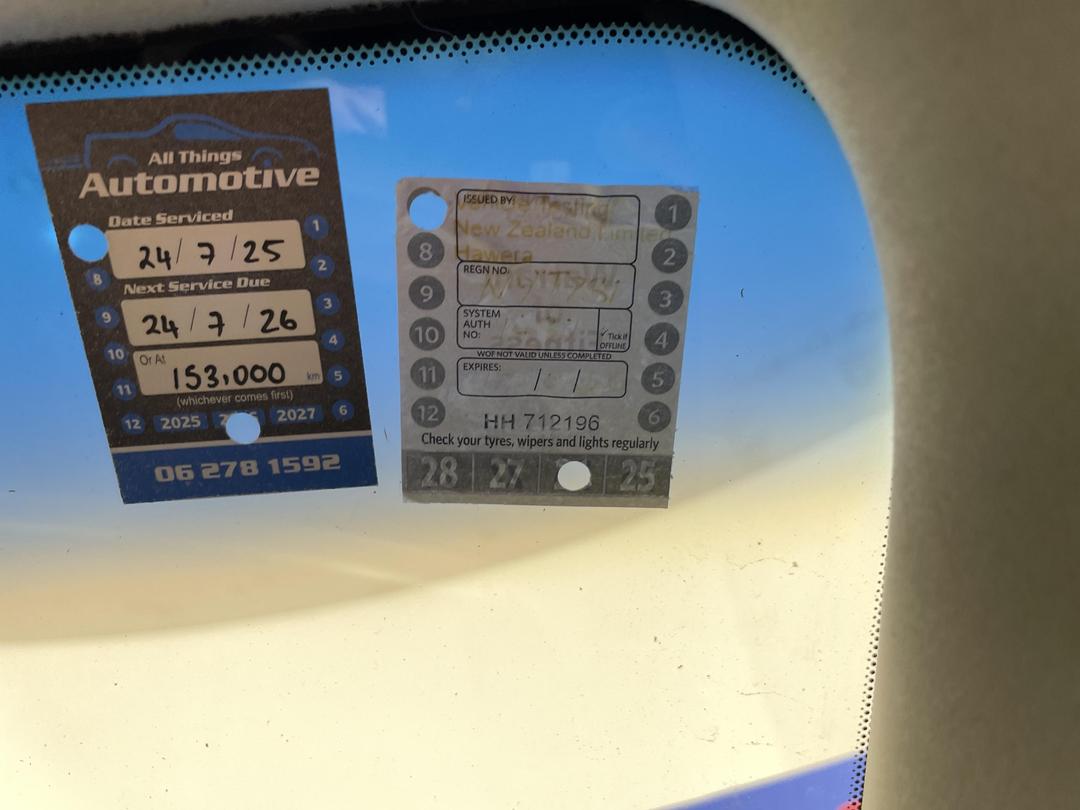 All Things
Automotive
Date Serviced
24/7/25
Next Service Due
24/7/26
Or At
153,000 km
(whichever comes first)
1
2
3
4
5
6
8
9
10
11
12
2025
2027
06 278 1592
ISSUED BY:
Testing
New Zealand Limited
Hawera
REGN NO:
SYSTEM
AUTH
NO:
✓ Tick if
OFFLINE
WOF NOT VALID UNLESS COMPLETED
EXPIRES: / /
1
2
3
4
5
6
8
9
10
11
12
HH 712196
Check your tyres, wipers and lights regularly
28 27 25